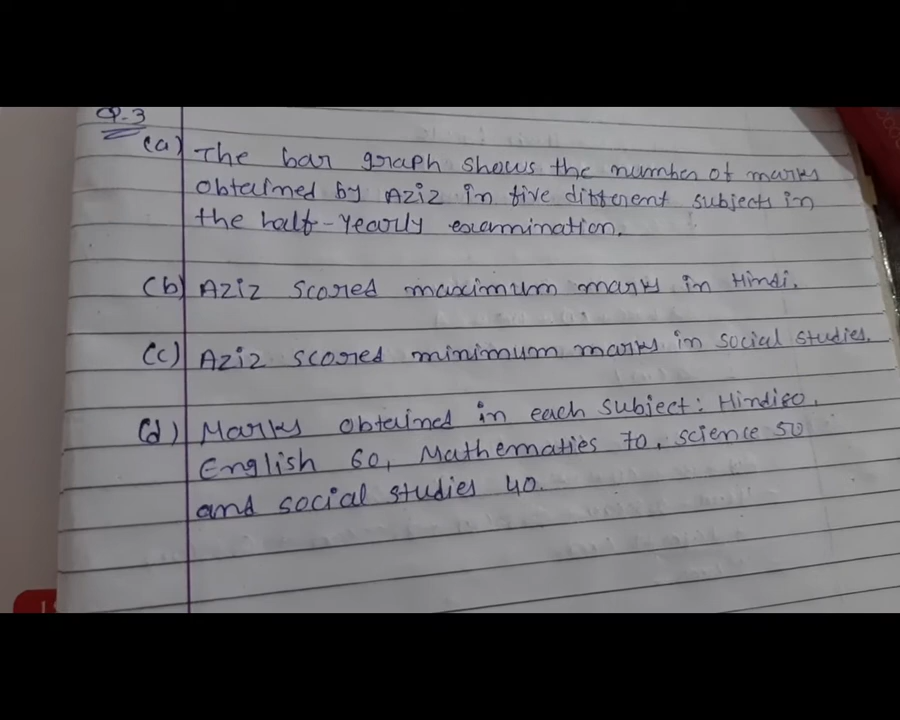 Q.3
(a) The bar graph shows the number of marks
obtained by Aziz in five different subjects in
the half-yearly examination.
(b) Aziz scored maximum marks in Hindi.
(c) Aziz scored minimum marks in social studies.
(d) Marks obtained in each subject: Hindi 80,
English 60, Mathematics 70, science 50
and social studies 40.